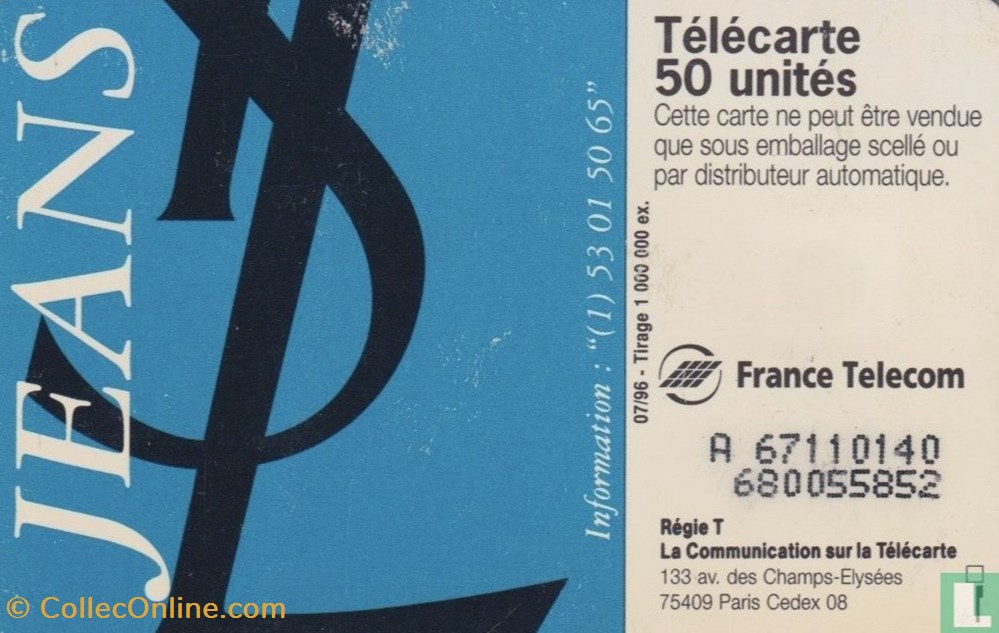 JEANS
Information : "(1) 53 01 50 65"
Télécarte
50 unités
Cette carte ne peut être vendue
que sous emballage scellé ou
par distributeur automatique.
07/96 - Tirage 1 000 000 ex.
France Telecom
A 67110140
680055852
Régie T
La Communication sur la Télécarte
133 av. des Champs-Elysées
75409 Paris Cedex 08
© CollecOnline.com
L